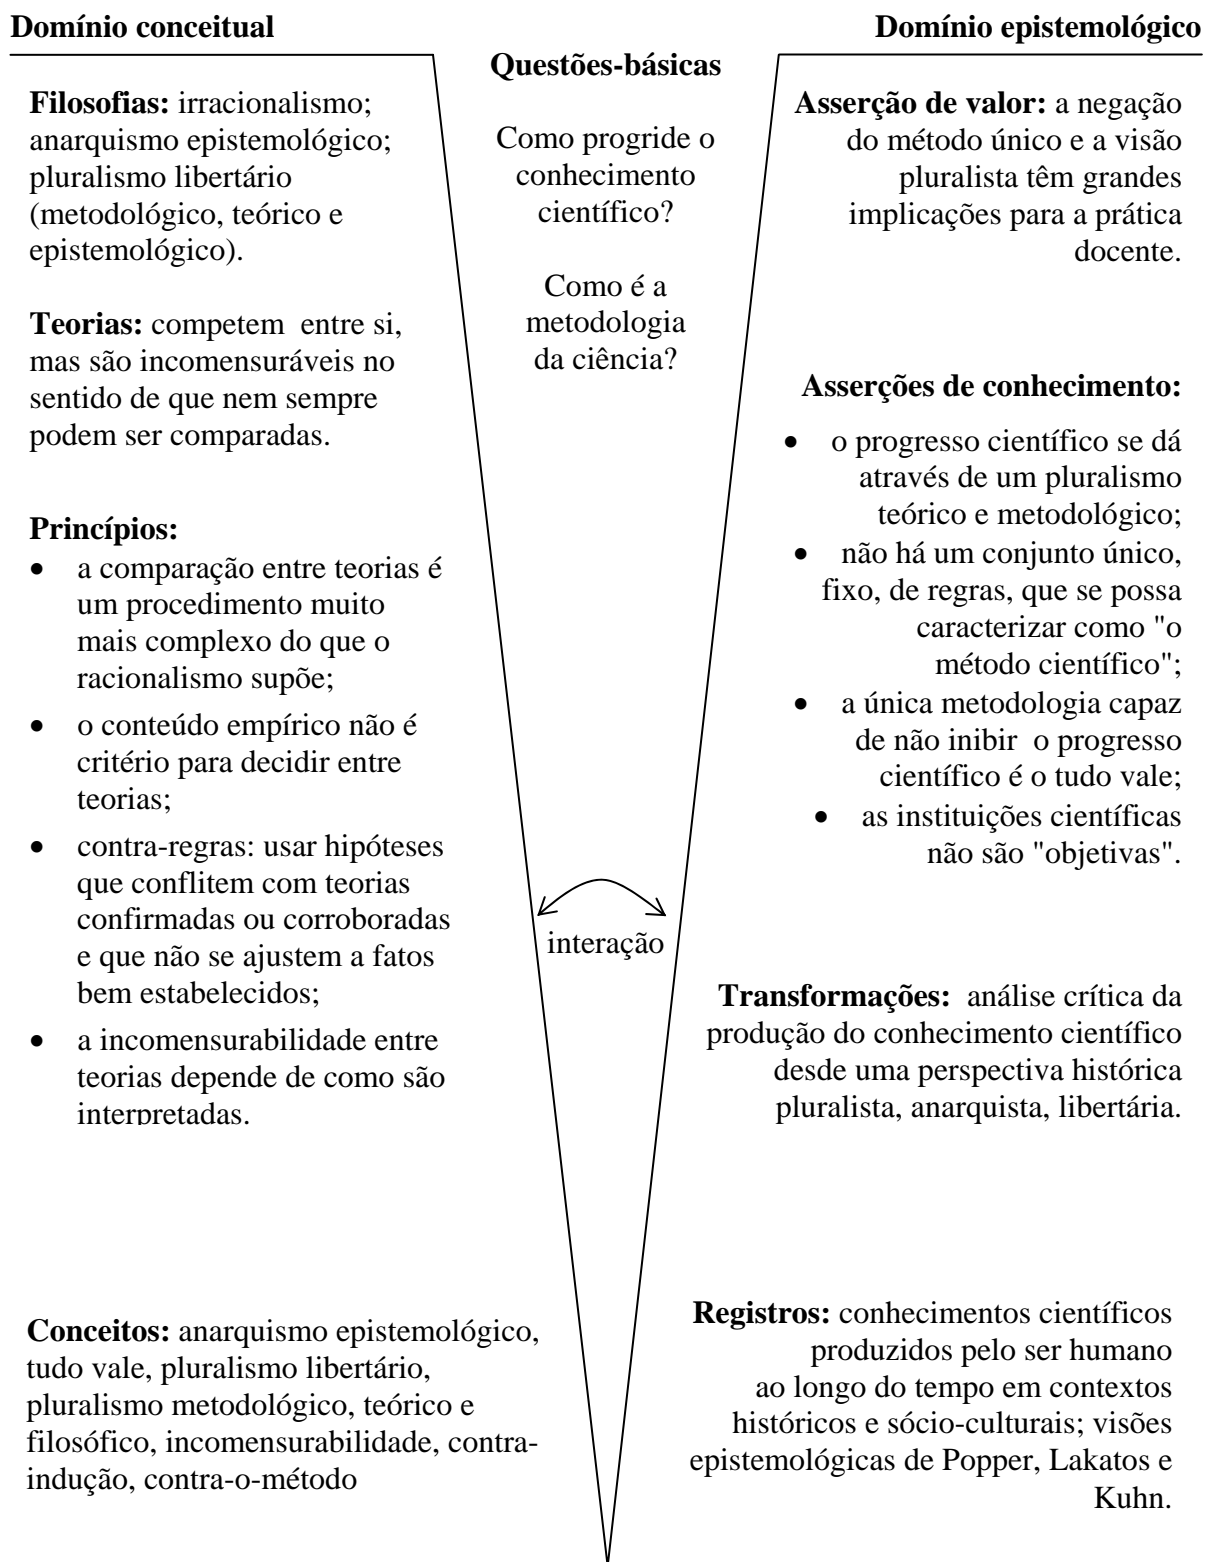 Domínio conceitual
Filosofias: irracionalismo;
anarquismo epistemológico;
pluralismo libertário
(metodológico, teórico e
epistemológico).
Teorias: competem entre si,
mas são incomensuráveis no
sentido de que nem sempre
podem ser comparadas.
Princípios:
• a comparação entre teorias é
um procedimento muito
mais complexo do que o
racionalismo supõe;
• o conteúdo empírico não é
critério para decidir entre
teorias;
• contra-regras: usar hipóteses
que conflitem com teorias
confirmadas ou corroboradas
e que não se ajustem a fatos
bem estabelecidos;
• a incomensurabilidade entre
teorias depende de como são
interpretadas.
Conceitos: anarquismo epistemológico,
tudo vale, pluralismo libertário,
pluralismo metodológico, teórico e
filosófico, incomensurabilidade, contra-
indução, contra-o-método
Questões-básicas
Como progride o
conhecimento
científico?
Como é a
metodologia
da ciência?
interação
Domínio epistemológico
Asserção de valor: a negação
do método único e a visão
pluralista têm grandes
implicações para a prática
docente.
Asserções de conhecimento:
• o progresso científico se dá
através de um pluralismo
teórico e metodológico;
• não há um conjunto único,
fixo, de regras, que se possa
caracterizar como "o
método científico";
• a única metodologia capaz
de não inibir o progresso
científico é o tudo vale;
• as instituições científicas
não são "objetivas".
Transformações: análise crítica da
produção do conhecimento científico
desde uma perspectiva histórica
pluralista, anarquista, libertária.
Registros: conhecimentos científicos
produzidos pelo ser humano
ao longo do tempo em contextos
históricos e sócio-culturais; visões
epistemológicas de Popper, Lakatos e
Kuhn.